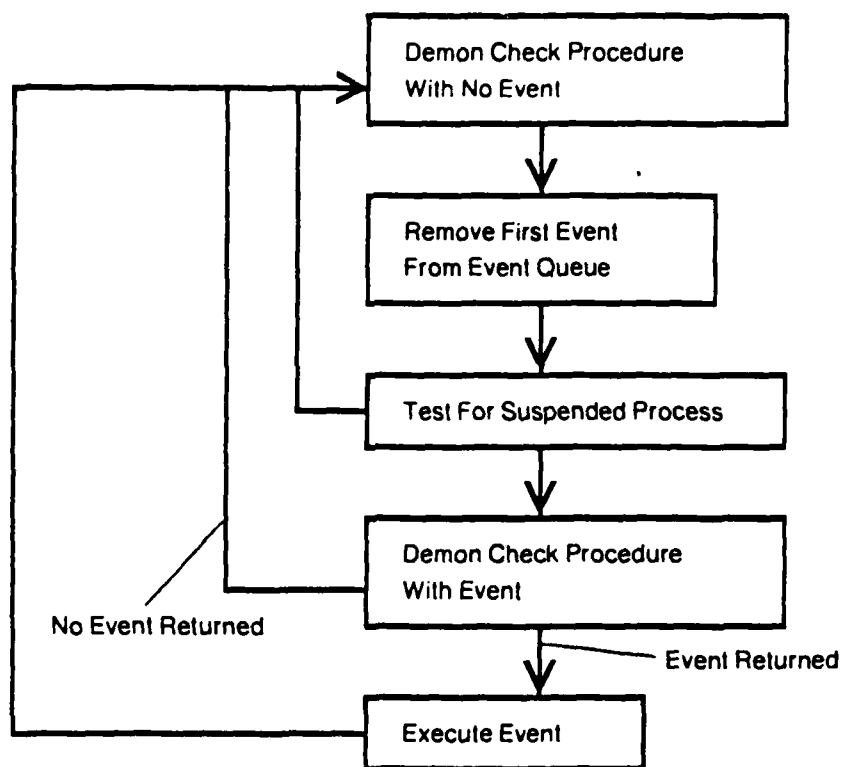 Demon Check Procedure
With No Event
Remove First Event
From Event Queue
Test For Suspended Process
Demon Check Procedure
With Event
No Event Returned
Event Returned
Execute Event